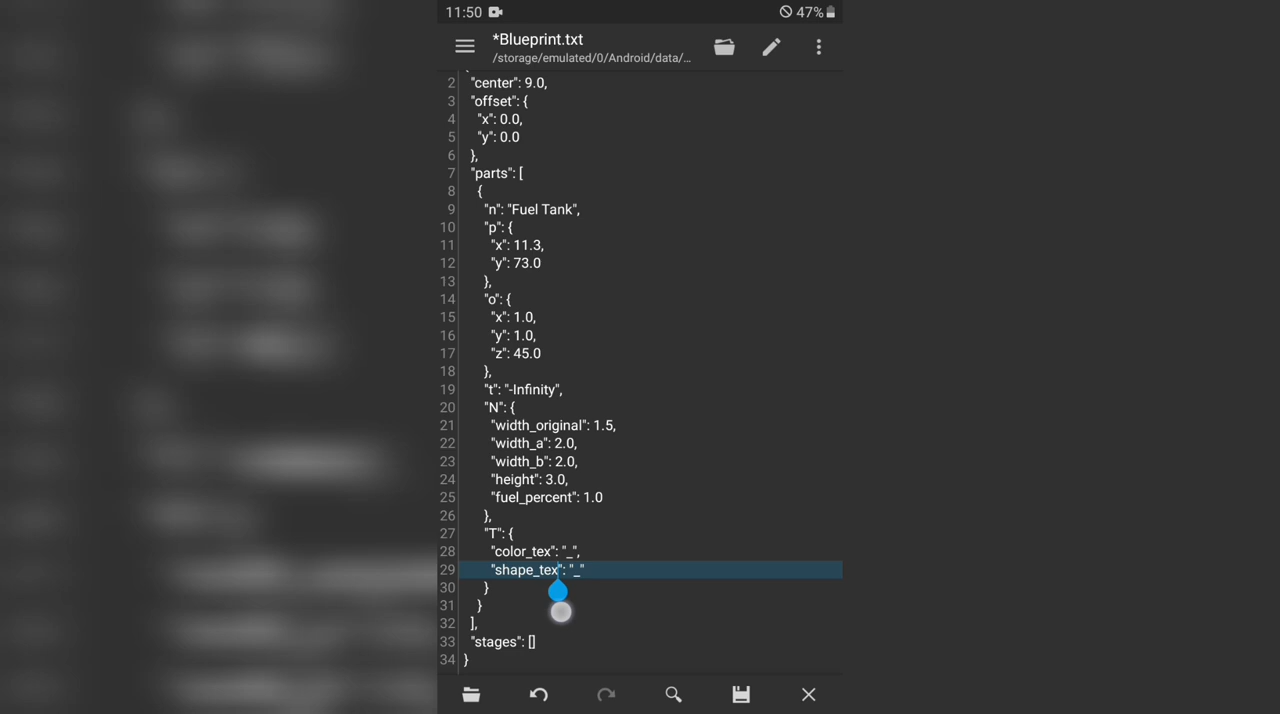 11:50
47%
*Blueprint.txt
/storage/emulated/0/Android/data/...
2 "center": 9.0,
3 "offset": {
4 "x": 0.0,
5 "y": 0.0
6 },
7 "parts": [
8 {
9 "n": "Fuel Tank",
10 "p": {
11 "x": 11.3,
12 "y": 73.0
13 },
14 "o": {
15 "x": 1.0,
16 "y": 1.0,
17 "z": 45.0
18 },
19 "t": "-Infinity",
20 "N": {
21 "width_original": 1.5,
22 "width_a": 2.0,
23 "width_b": 2.0,
24 "height": 3.0,
25 "fuel_percent": 1.0
26 },
27 "T": {
28 "color_tex": "_",
29 "shape_tex": "_"
30 }
31 }
32 ],
33 "stages": []
34 }